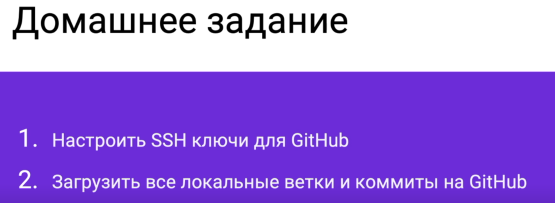 Домашнее задание
1. Настроить SSH ключи для GitHub
2. Загрузить все локальные ветки и коммиты на GitHub